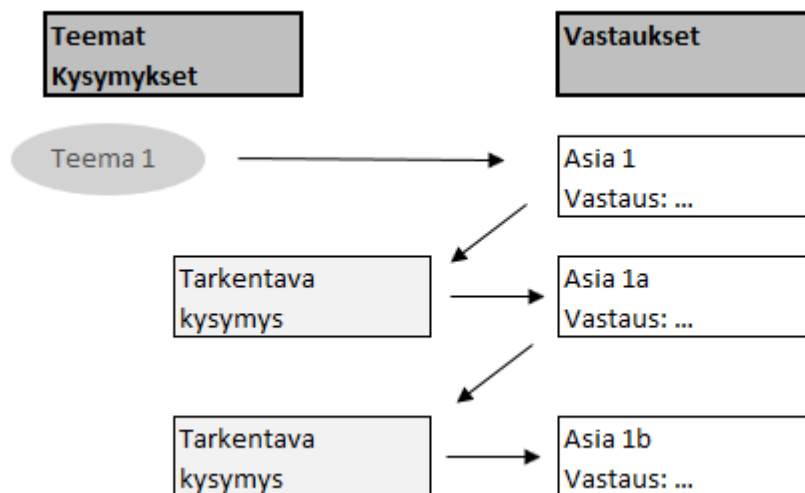 Teemat
Kysymykset
Vastaukset
Teema 1
Asia 1
Vastaus: ...
Tarkentava
kysymys
Asia 1a
Vastaus: ...
Tarkentava
kysymys
Asia 1b
Vastaus: ...